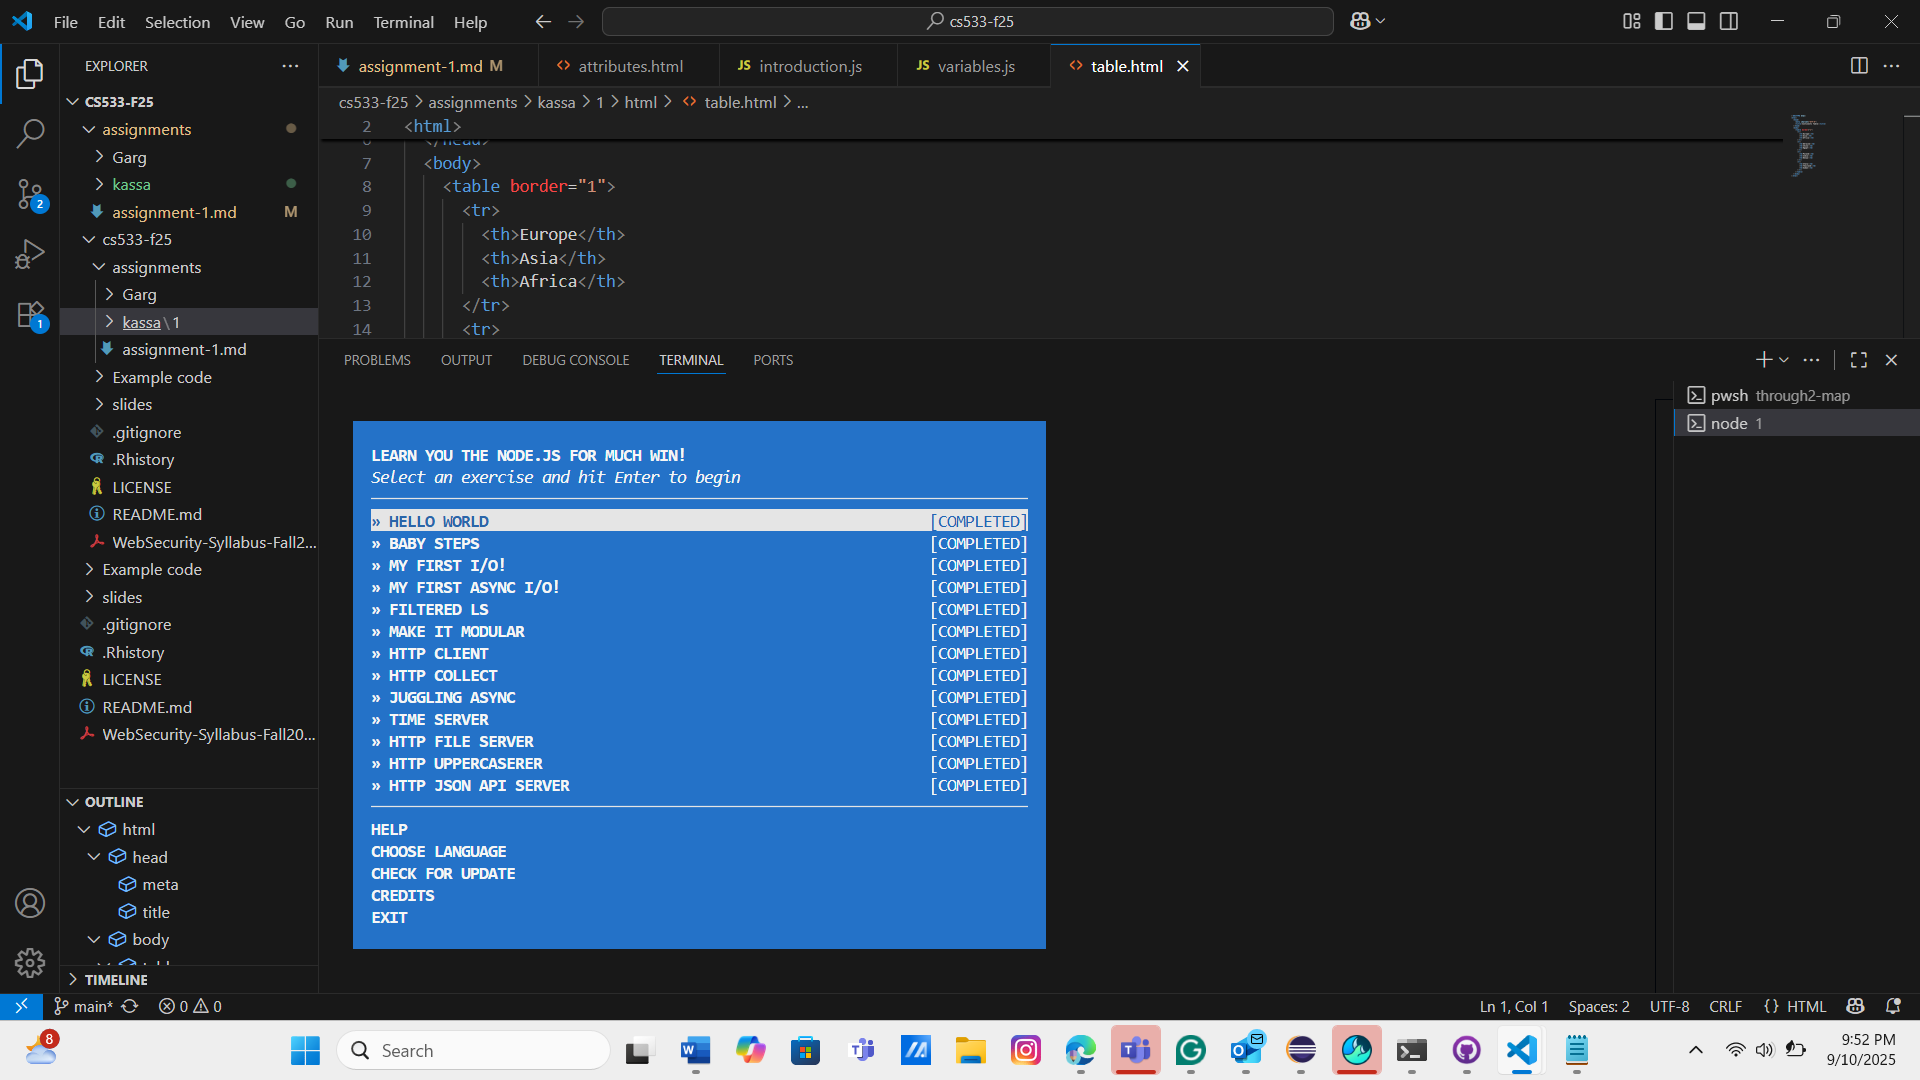 File Edit Selection View Go Run Terminal Help
cs533-f25
EXPLORER
CS533-F25
assignments
Garg
kassa
assignment-1.md M
cs533-f25
assignments
Garg
kassa\1
assignment-1.md
Example code
slides
.gitignore
.Rhistory
LICENSE
README.md
WebSecurity-Syllabus-Fall2...
Example code
slides
.gitignore
.Rhistory
LICENSE
README.md
WebSecurity-Syllabus-Fall20...
OUTLINE
html
head
meta
title
body
TIMELINE
2
2
1
assignment-1.md M
attributes.html
JS introduction.js
JS variables.js
table.html
cs533-f25 > assignments > kassa > 1 > html > table.html > ...
2 <html>
</head>
7 <body>
8 <table border="1">
9 <tr>
10 <th>Europe</th>
11 <th>Asia</th>
12 <th>Africa</th>
13 </tr>
14 <tr>
PROBLEMS OUTPUT DEBUG CONSOLE TERMINAL PORTS
pwsh through2-map
node 1
LEARN YOU THE NODE.JS FOR MUCH WIN!
Select an exercise and hit Enter to begin
» HELLO WORLD [COMPLETED]
» BABY STEPS [COMPLETED]
» MY FIRST I/O! [COMPLETED]
» MY FIRST ASYNC I/O! [COMPLETED]
» FILTERED LS [COMPLETED]
» MAKE IT MODULAR [COMPLETED]
» HTTP CLIENT [COMPLETED]
» HTTP COLLECT [COMPLETED]
» JUGGLING ASYNC [COMPLETED]
» TIME SERVER [COMPLETED]
» HTTP FILE SERVER [COMPLETED]
» HTTP UPPERCASERER [COMPLETED]
» HTTP JSON API SERVER [COMPLETED]
HELP
CHOOSE LANGUAGE
CHECK FOR UPDATE
CREDITS
EXIT
main* 0 0
Ln 1, Col 1 Spaces: 2 UTF-8 CRLF {} HTML
8
Search
9:52 PM
9/10/2025